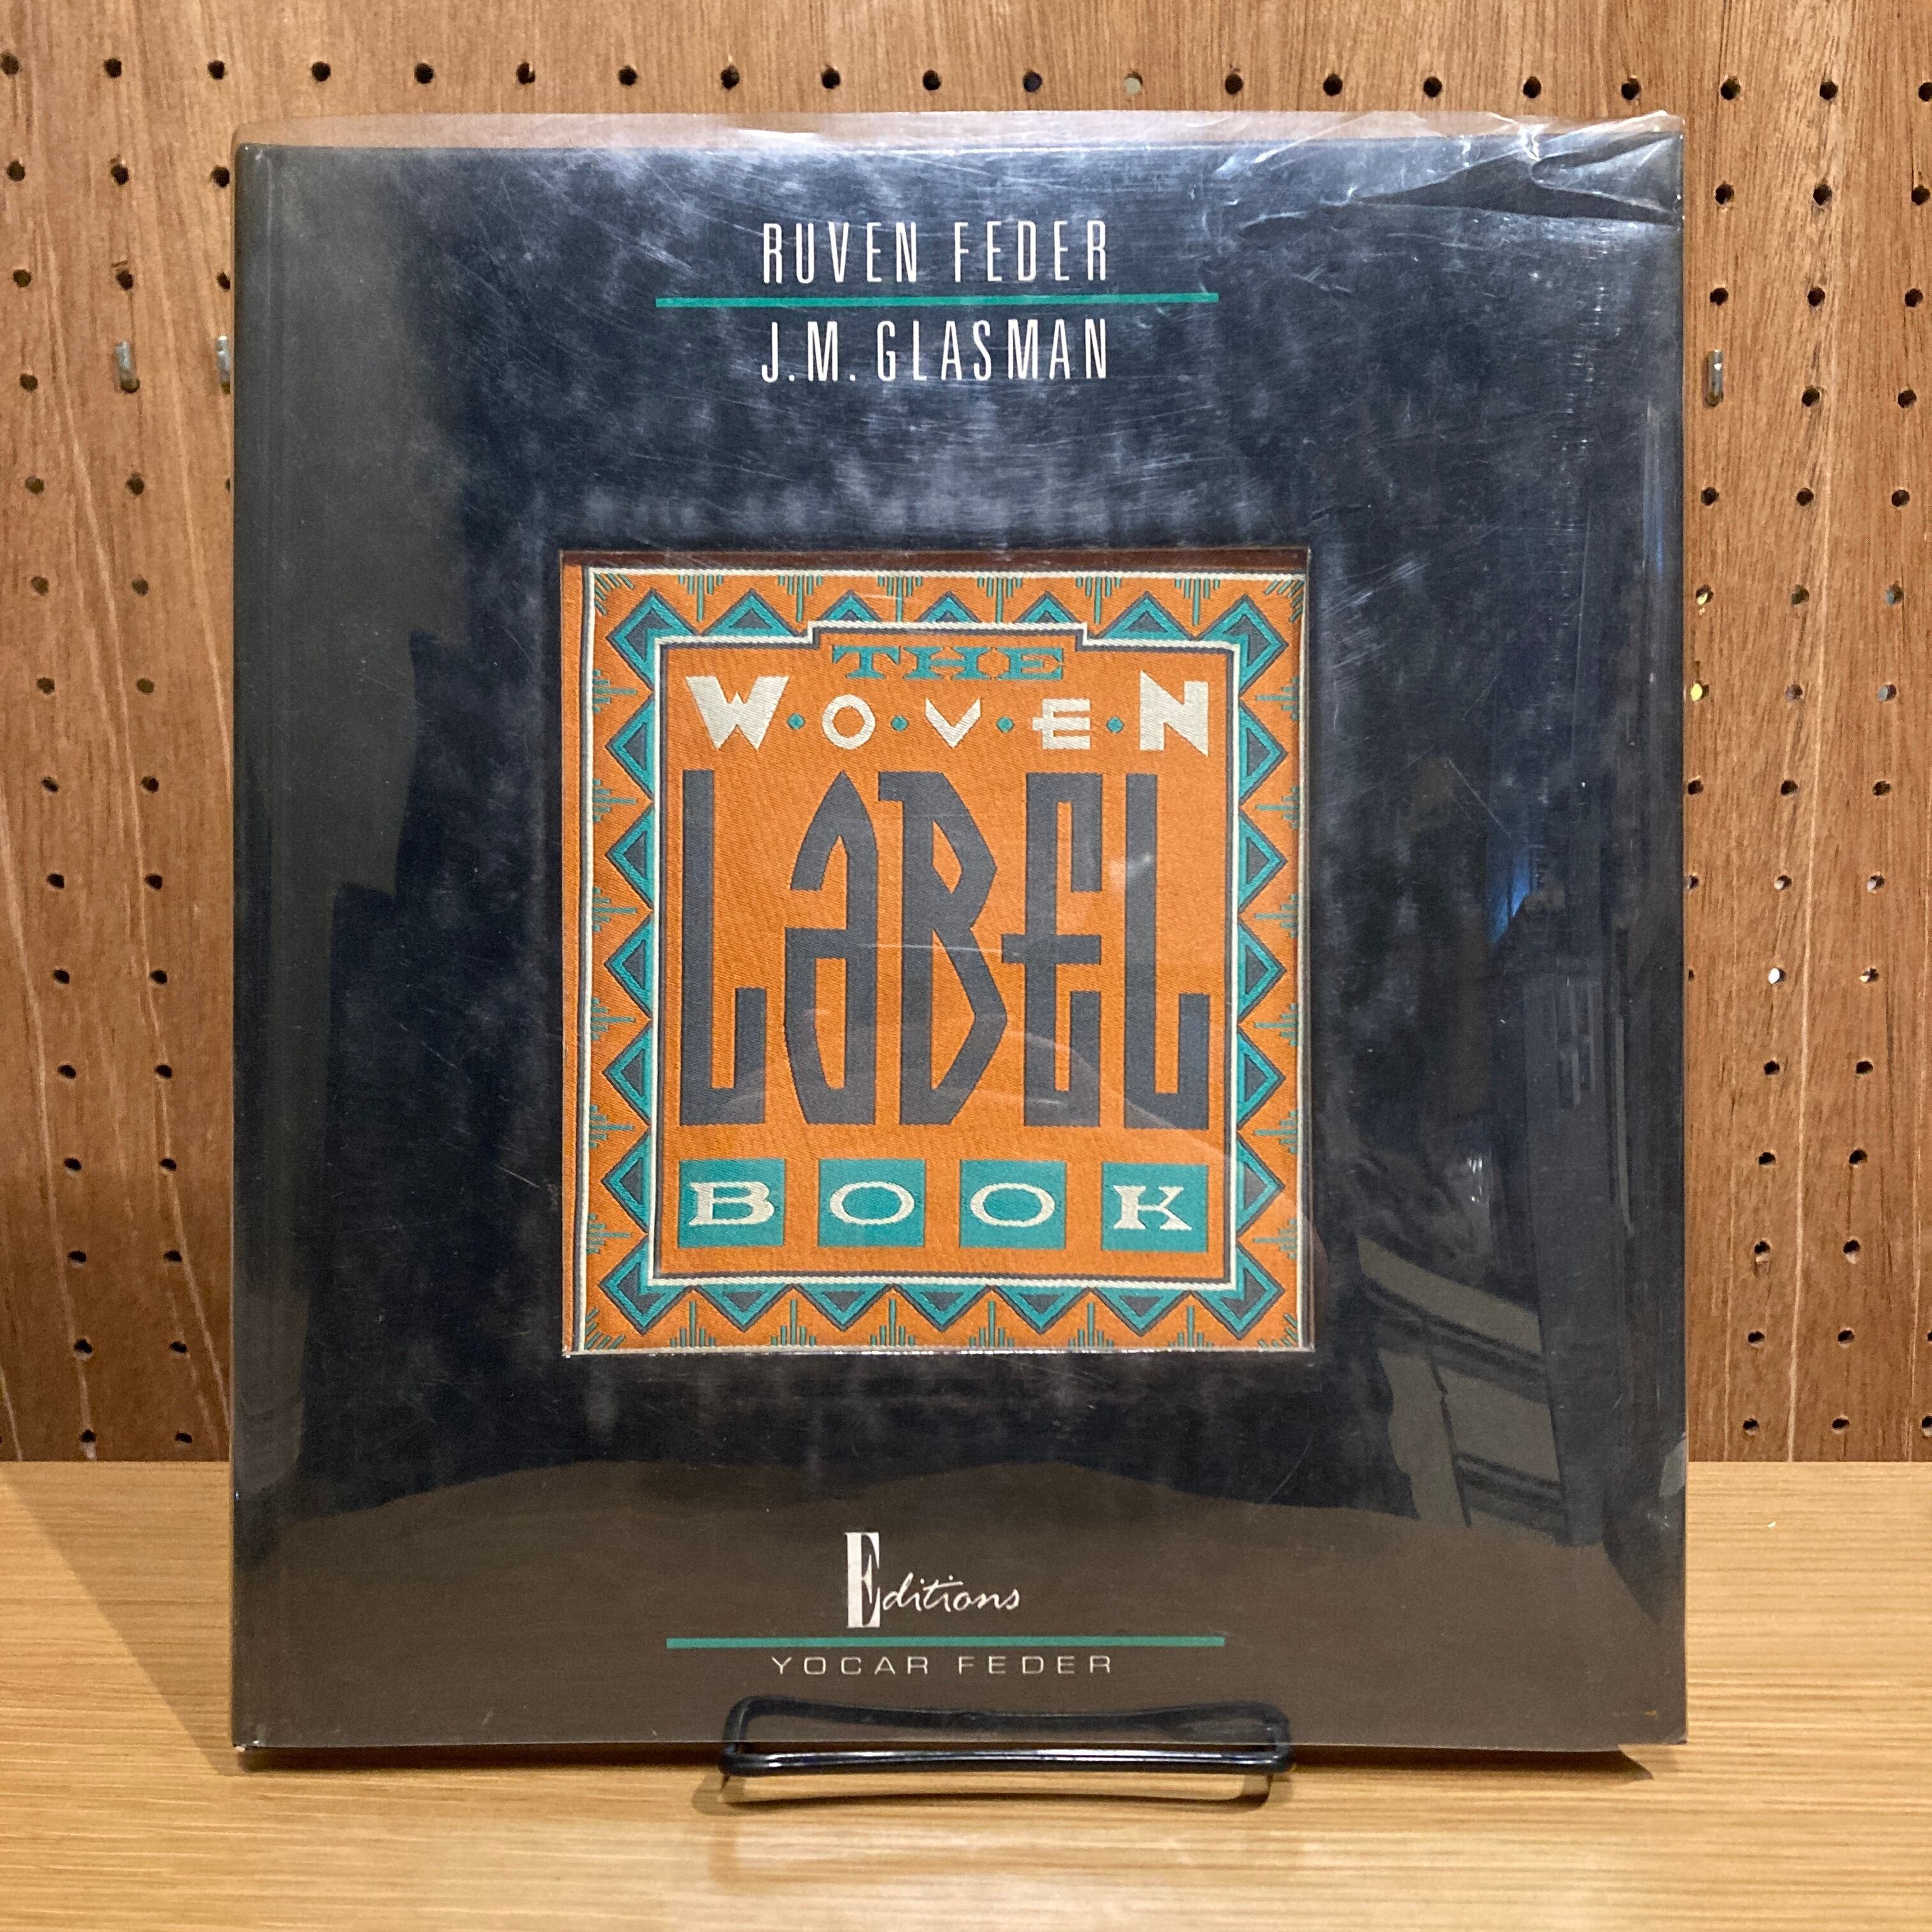 RUVEN FEDER
J.M. GLASMAN
THE
W·O·V·E·N
LaBEL
BOOK
Editions
YOCAR FEDER